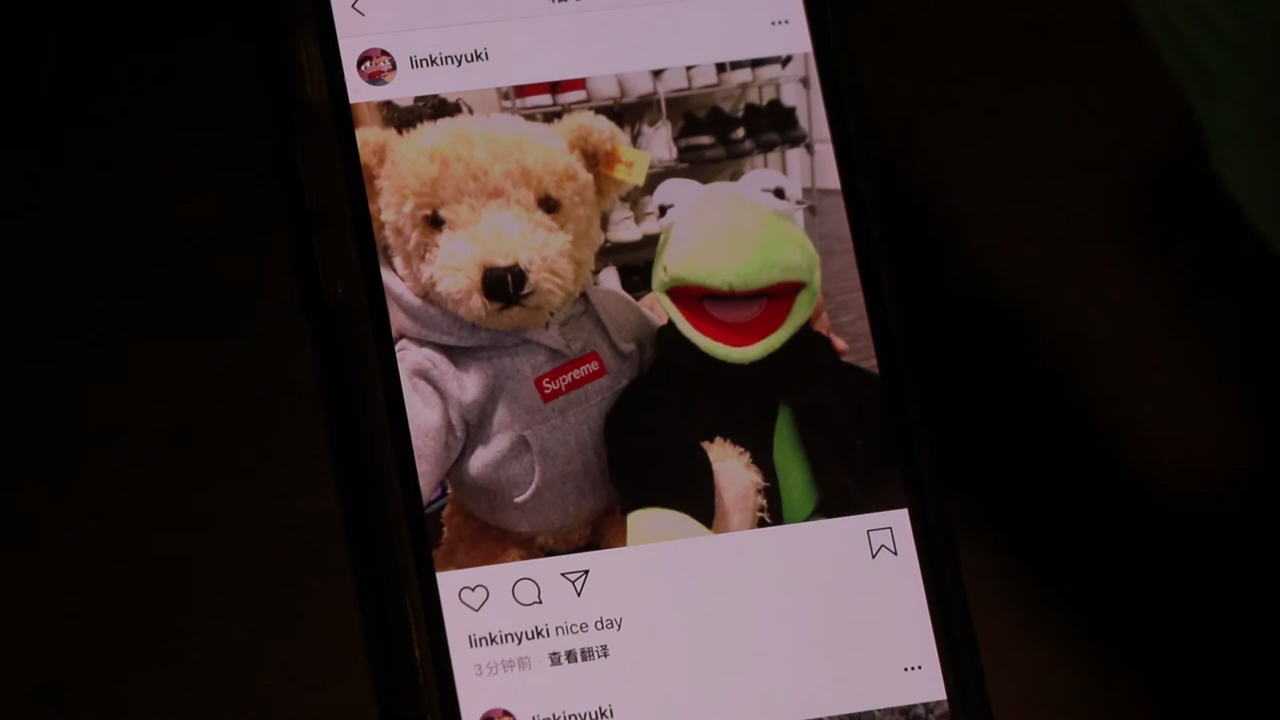 linkinyuki
Supreme
linkinyuki nice day
3分钟前 · 查看翻译
linkinyuki